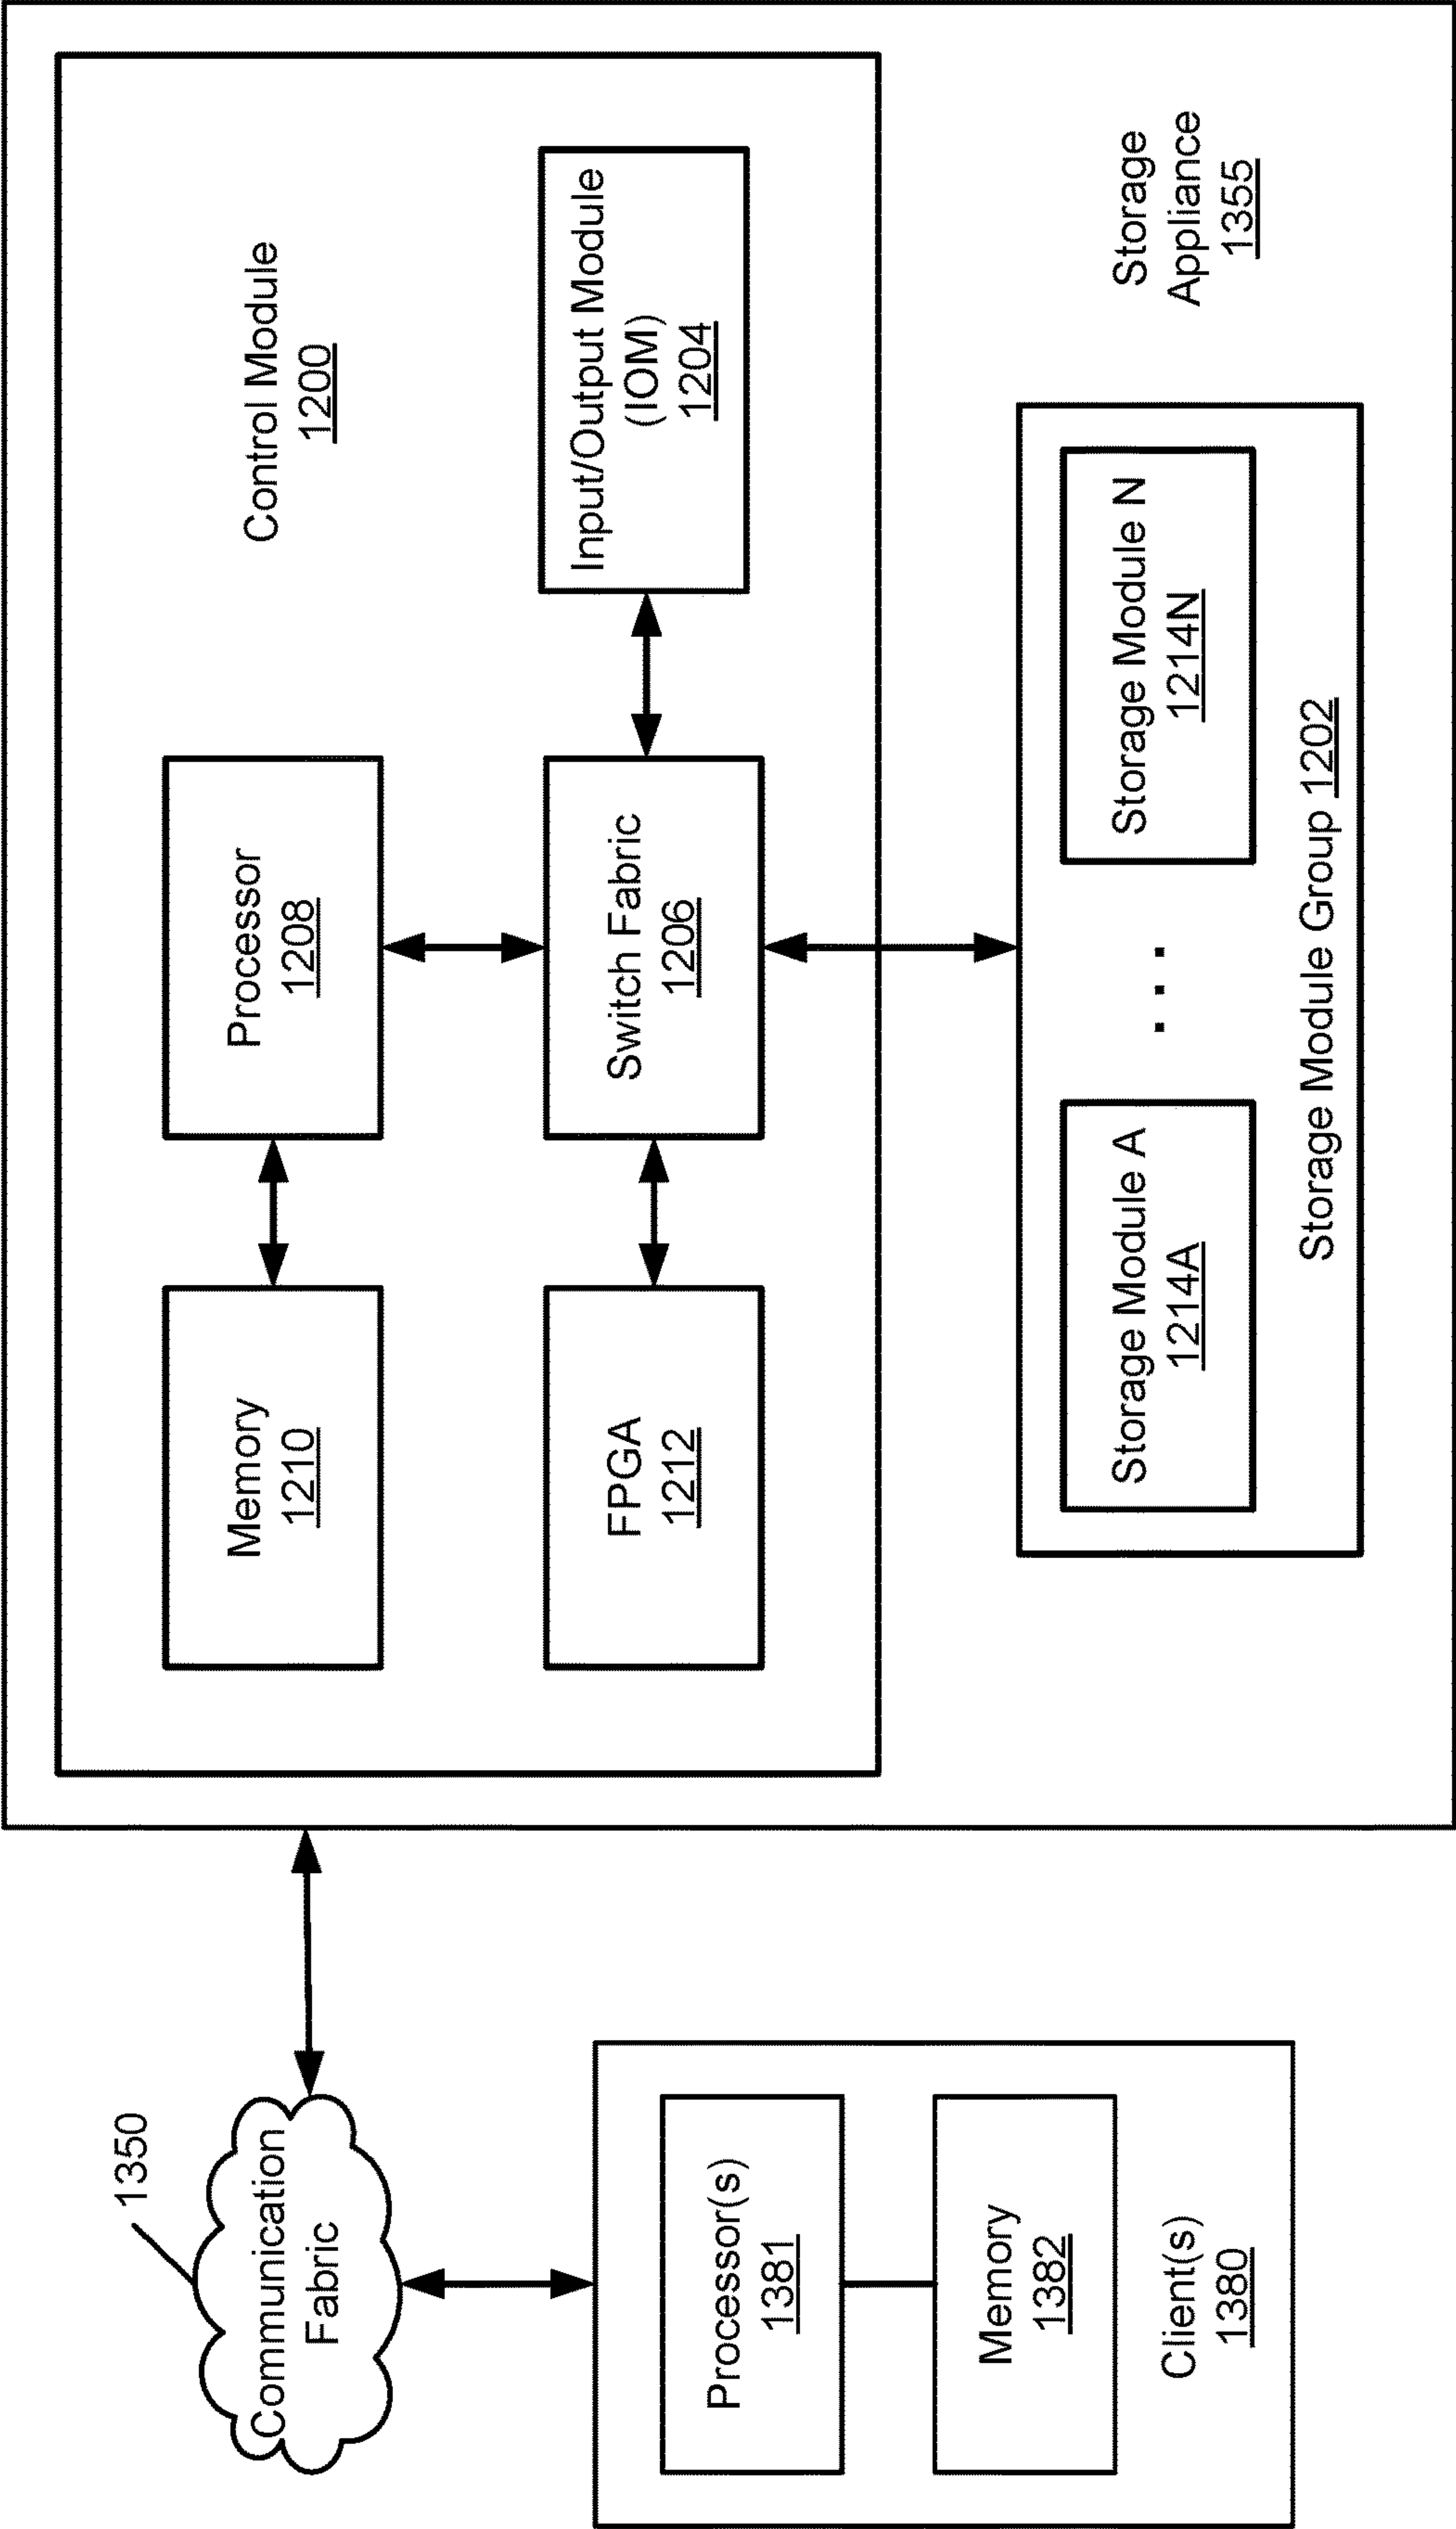 1350
Communication
Fabric
Processor(s)
1381
Memory
1382
Client(s)
1380
Control Module
1200
Memory
1210
Processor
1208
FPGA
1212
Switch Fabric
1206
Input/Output Module
(IOM)
1204
Storage Module A
1214A
. . .
Storage Module N
1214N
Storage Module Group 1202
Storage
Appliance
1355